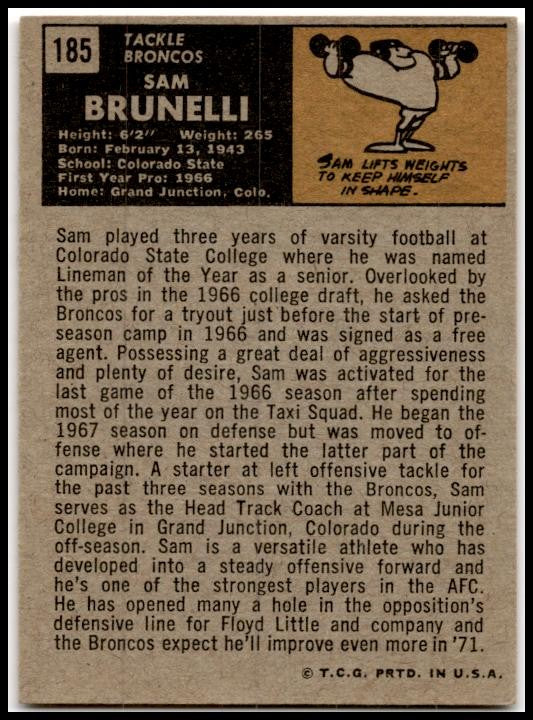 185
TACKLE
BRONCOS
SAM
BRUNELLI
Height: 6'2" Weight: 265
Born: February 13, 1943
School: Colorado State
First Year Pro: 1966
Home: Grand Junction, Colo.
SAM LIFTS WEIGHTS
TO KEEP HIMSELF
IN SHAPE.
Sam played three years of varsity football at
Colorado State College where he was named
Lineman of the Year as a senior. Overlooked by
the pros in the 1966 college draft, he asked the
Broncos for a tryout just before the start of pre-
season camp in 1966 and was signed as a free
agent. Possessing a great deal of aggressiveness
and plenty of desire, Sam was activated for the
last game of the 1966 season after spending
most of the year on the Taxi Squad. He began the
1967 season on defense but was moved to of-
fense where he started the latter part of the
campaign. A starter at left offensive tackle for
the past three seasons with the Broncos, Sam
serves as the Head Track Coach at Mesa Junior
College in Grand Junction, Colorado during the
off-season. Sam is a versatile athlete who has
developed into a steady offensive forward and
he's one of the strongest players in the AFC.
He has opened many a hole in the opposition's
defensive line for Floyd Little and company and
the Broncos expect he'll improve even more in '71.
© T.C.G. PRTD. IN U.S.A.